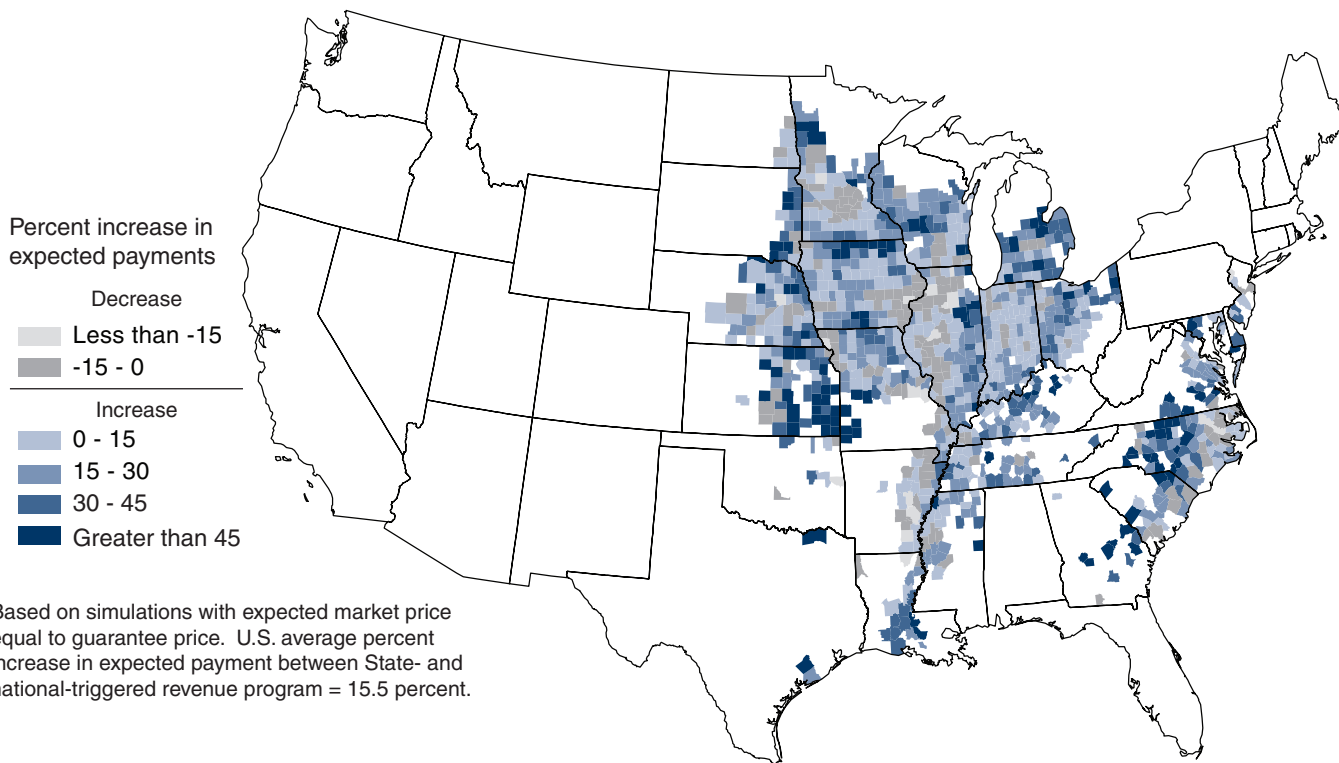 Percent increase in
expected payments
Decrease
Less than -15
-15 - 0
Increase
0 - 15
15 - 30
30 - 45
Greater than 45
Based on simulations with expected market price
equal to guarantee price. U.S. average percent
increase in expected payment between State- and
national-triggered revenue program = 15.5 percent.